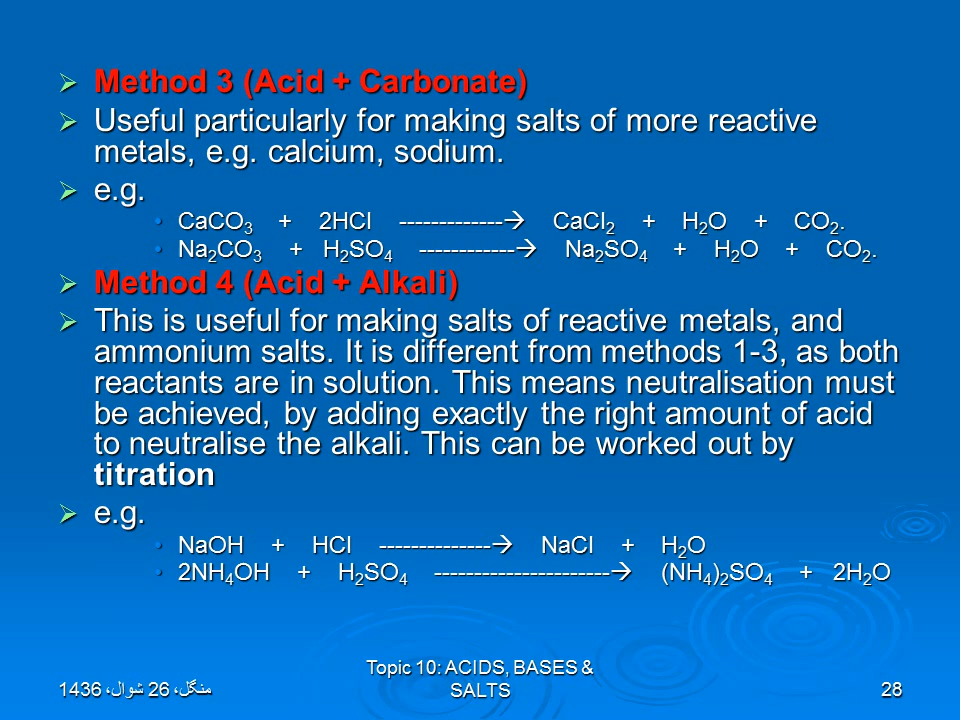 Method 3 (Acid + Carbonate)
Useful particularly for making salts of more reactive
metals, e.g. calcium, sodium.
e.g.
CaCO₃ + 2HCl -------------→ CaCl₂ + H₂O + CO₂.
Na₂CO₃ + H₂SO₄ ------------→ Na₂SO₄ + H₂O + CO₂.
Method 4 (Acid + Alkali)
This is useful for making salts of reactive metals, and
ammonium salts. It is different from methods 1-3, as both
reactants are in solution. This means neutralisation must
be achieved, by adding exactly the right amount of acid
to neutralise the alkali. This can be worked out by
titration
e.g.
NaOH + HCl --------------→ NaCl + H₂O
2NH₄OH + H₂SO₄ ----------------------→ (NH₄)₂SO₄ + 2H₂O
منگل، 26 شوال، 1436
Topic 10: ACIDS, BASES &
SALTS
28